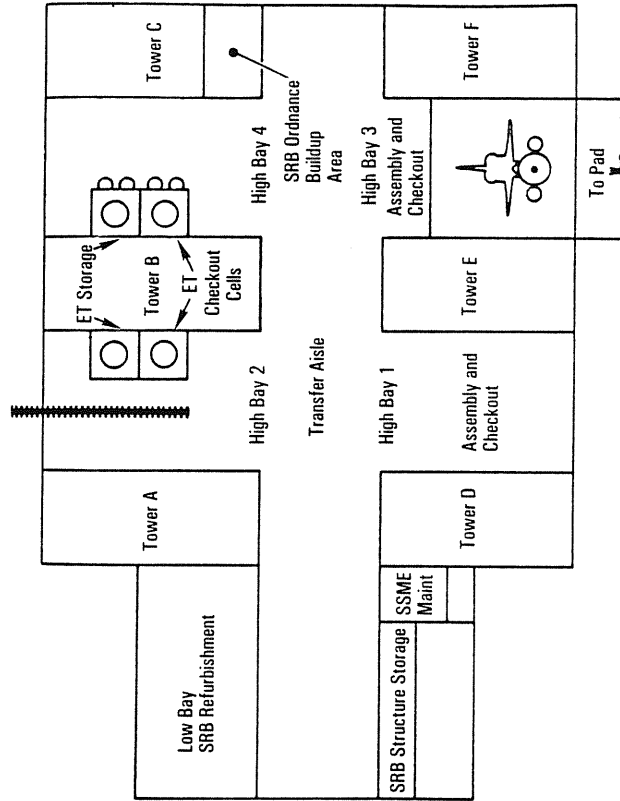 ET Storage
Tower A
Tower B
Tower C
Low Bay
SRB Refurbishment
ET
Checkout
Cells
High Bay 2
High Bay 4
SRB Ordnance
Buildup
Area
Transfer Aisle
High Bay 1
High Bay 3
Assembly and
Checkout
SRB Structure Storage
SSME
Maint
Tower D
Assembly and
Checkout
Tower E
Tower F
To Pad